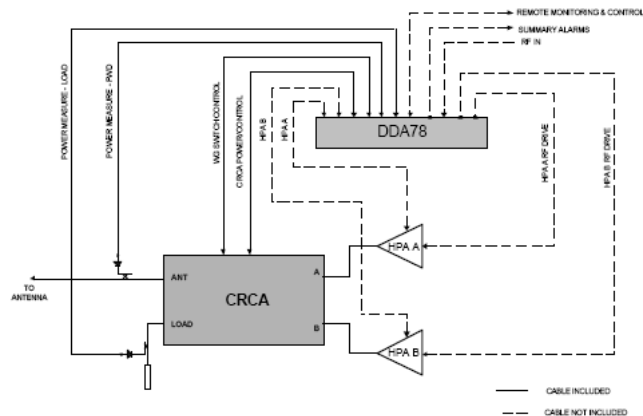 REMOTE MONITORING & CONTROL
SUMMARY ALARMS
RF IN
POWER MEASURE - LOAD
POWER MEASURE - FWD
WG SWITCH CONTROL
CRCA POWER/CONTROL
HPA B
HPA A
DDA78
HPA A RF DRIVE
HPA B RF DRIVE
HPA A
ANT
A
TO
ANTENNA
CRCA
LOAD
B
HPA B
CABLE INCLUDED
CABLE NOT INCLUDED